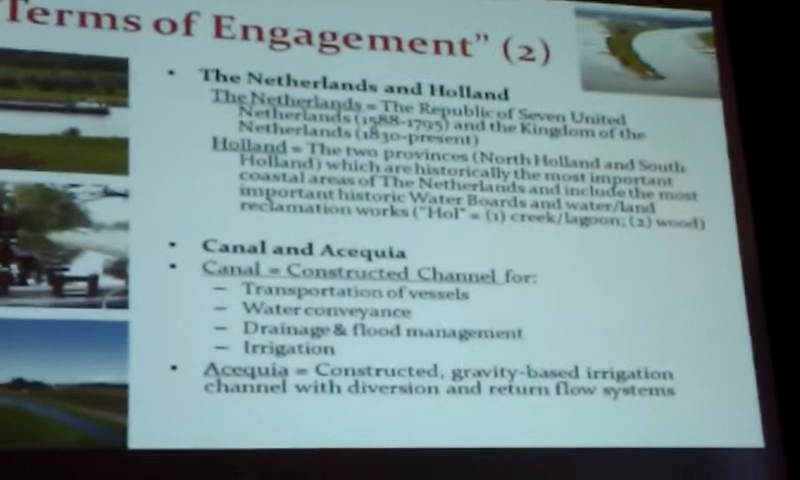 Terms of Engagement” (2)
• The Netherlands and Holland
The Netherlands = The Republic of Seven United
Netherlands (1588-1795) and the Kingdom of the
Netherlands (1830-present)
Holland = The two provinces (North Holland and South
Holland) which are historically the most important
coastal areas of The Netherlands and include the most
important historic Water Boards and water/land
reclamation works ("Hol" = (1) creek/lagoon; (2) wood)
• Canal and Acequia
• Canal = Constructed Channel for:
– Transportation of vessels
– Water conveyance
– Drainage & flood management
– Irrigation
• Acequia = Constructed, gravity-based irrigation
channel with diversion and return flow systems